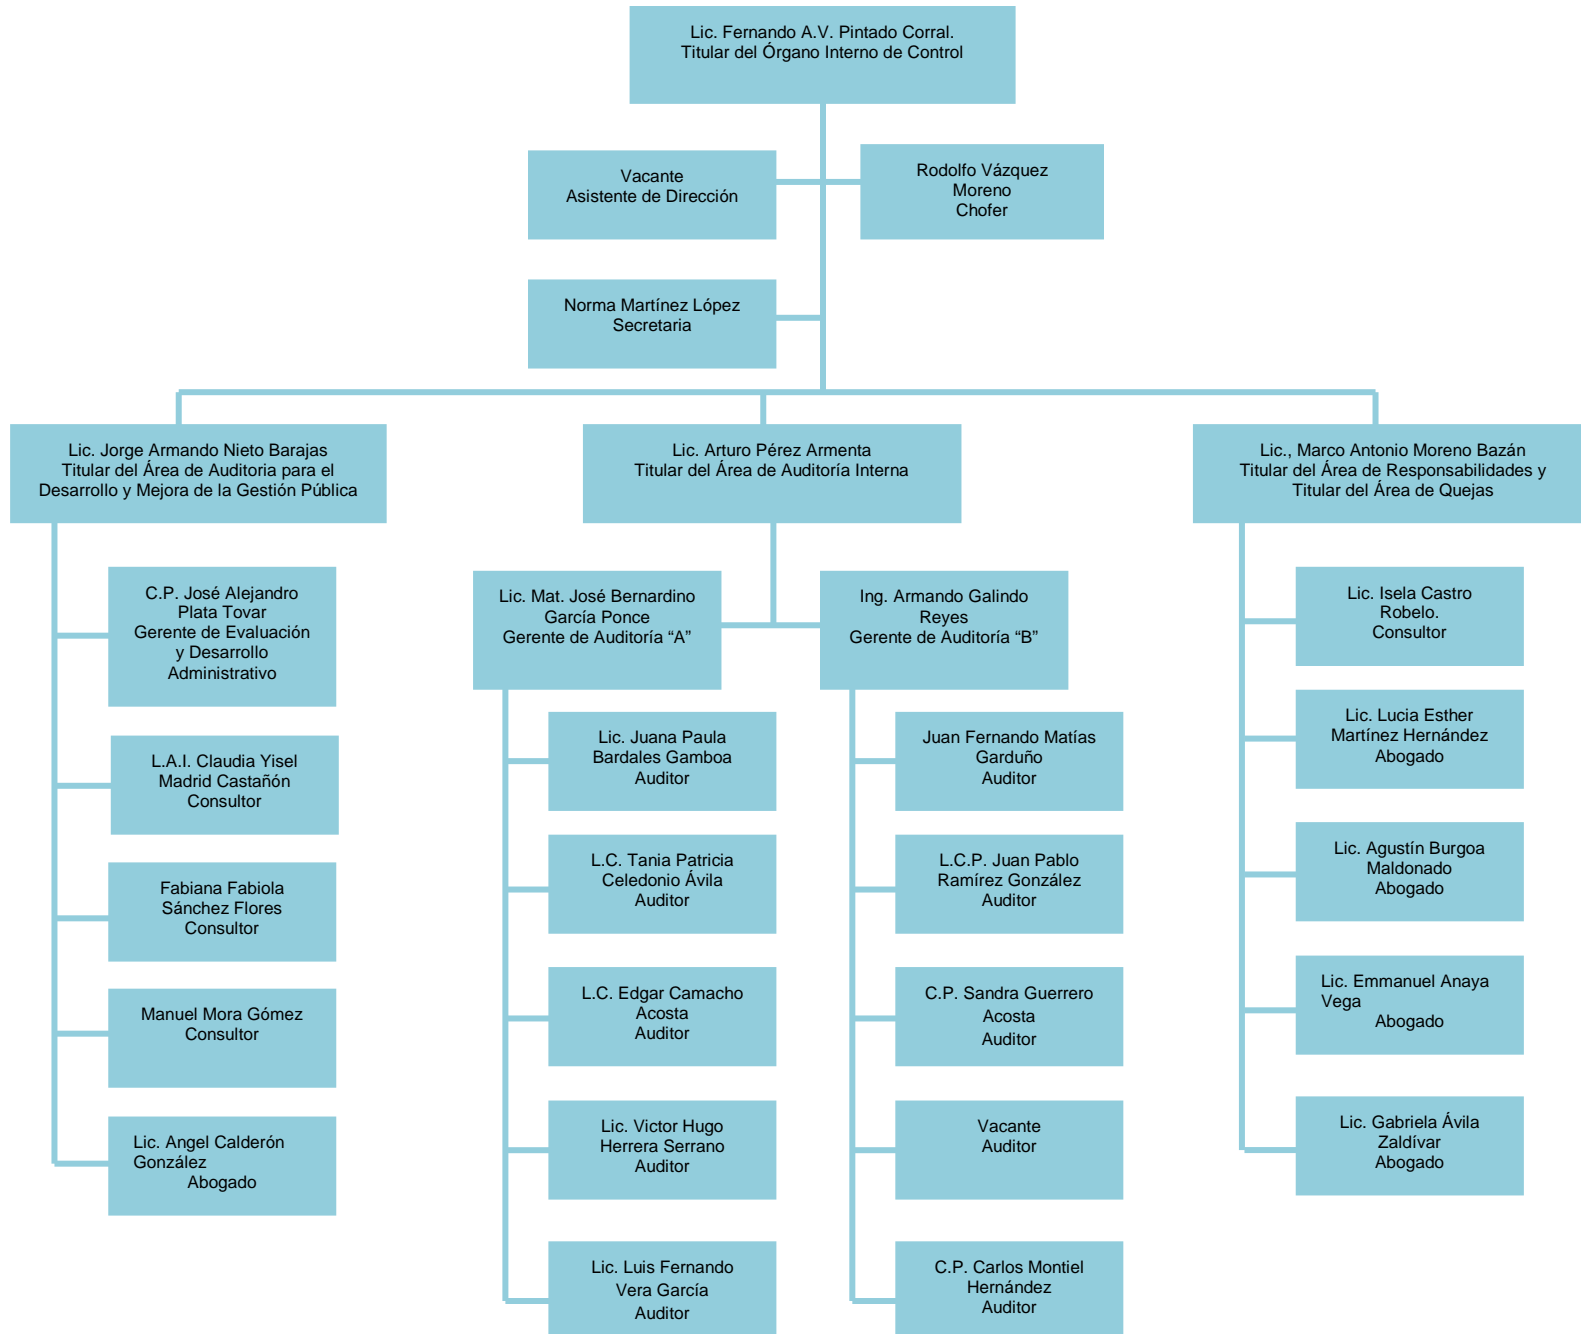 Lic. Fernando A.V. Pintado Corral.
Titular del Órgano Interno de Control
Vacante
Asistente de Dirección
Rodolfo Vázquez
Moreno
Chofer
Norma Martínez López
Secretaria
Lic. Jorge Armando Nieto Barajas
Titular del Área de Auditoria para el
Desarrollo y Mejora de la Gestión Pública
Lic. Arturo Pérez Armenta
Titular del Área de Auditoría Interna
Lic., Marco Antonio Moreno Bazán
Titular del Área de Responsabilidades y
Titular del Área de Quejas
C.P. José Alejandro
Plata Tovar
Gerente de Evaluación
y Desarrollo
Administrativo
L.A.I. Claudia Yisel
Madrid Castañón
Consultor
Fabiana Fabiola
Sánchez Flores
Consultor
Manuel Mora Gómez
Consultor
Lic. Angel Calderón
González
Abogado
Lic. Mat. José Bernardino
García Ponce
Gerente de Auditoría “A”
Lic. Juana Paula
Bardales Gamboa
Auditor
L.C. Tania Patricia
Celedonio Ávila
Auditor
L.C. Edgar Camacho
Acosta
Auditor
Lic. Victor Hugo
Herrera Serrano
Auditor
Lic. Luis Fernando
Vera García
Auditor
Ing. Armando Galindo
Reyes
Gerente de Auditoría “B”
Juan Fernando Matías
Garduño
Auditor
L.C.P. Juan Pablo
Ramírez González
Auditor
C.P. Sandra Guerrero
Acosta
Auditor
Vacante
Auditor
C.P. Carlos Montiel
Hernández
Auditor
Lic. Isela Castro
Robelo.
Consultor
Lic. Lucia Esther
Martínez Hernández
Abogado
Lic. Agustín Burgoa
Maldonado
Abogado
Lic. Emmanuel Anaya
Vega
Abogado
Lic. Gabriela Ávila
Zaldívar
Abogado